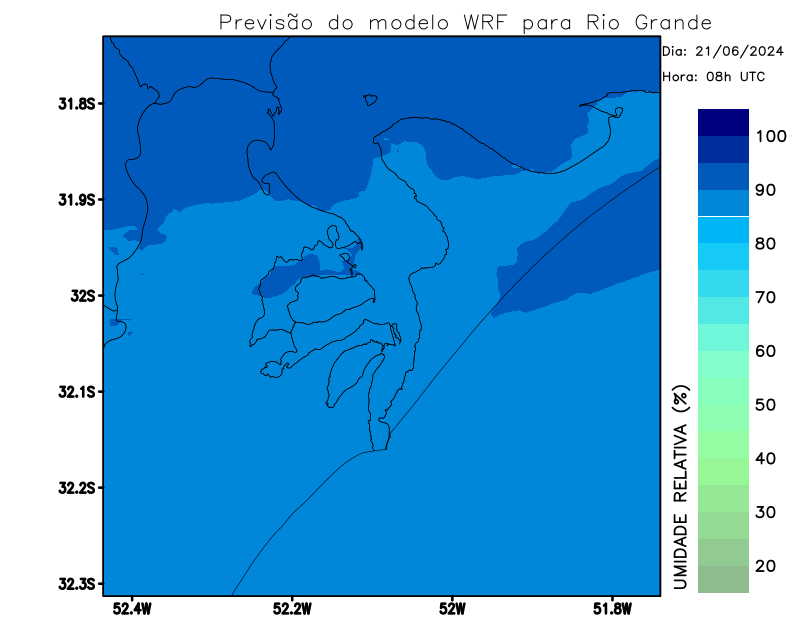 Previsão do modelo WRF para Rio Grande
Dia: 21/06/2024
Hora: 08h UTC
31.8S
31.9S
32S
32.1S
32.2S
32.3S
52.4W
52.2W
52W
51.8W
UMIDADE RELATIVA (%)
100
90
80
70
60
50
40
30
20